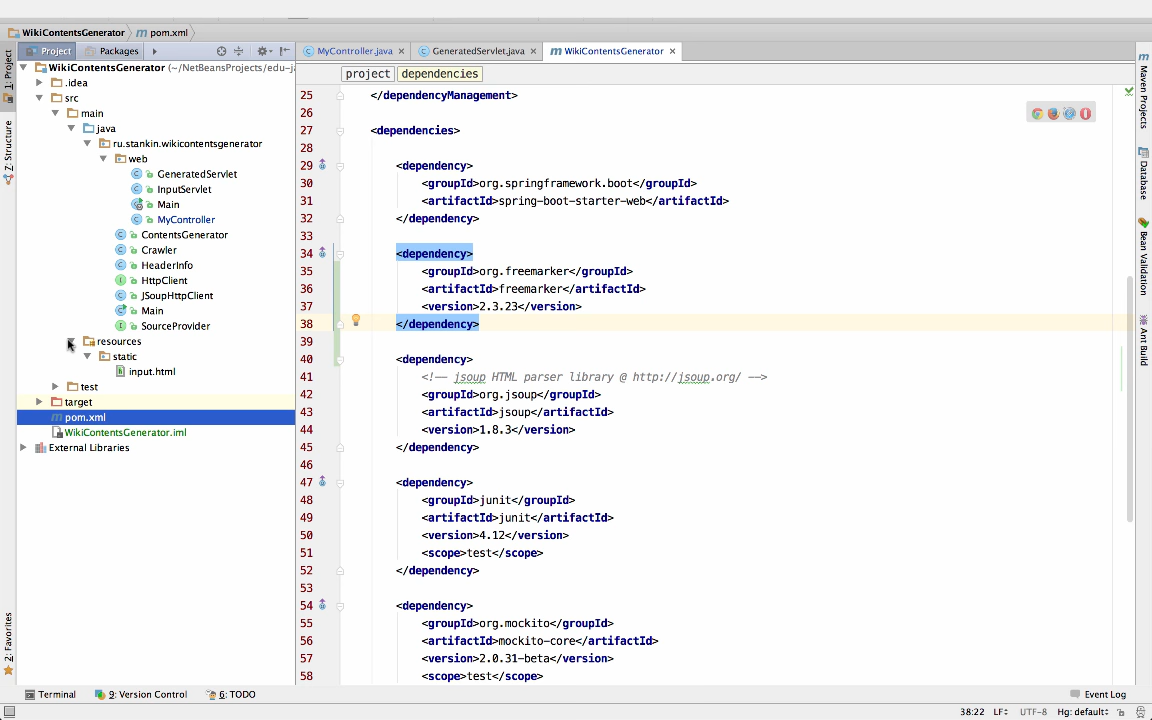 WikiContentsGenerator
pom.xml
Project
Packages
MyController.java
GeneratedServlet.java
WikiContentsGenerator
1: Project
Z: Structure
2: Favorites
WikiContentsGenerator (~/NetBeansProjects/edu-ja
.idea
src
main
java
ru.stankin.wikicontentsgenerator
web
GeneratedServlet
InputServlet
Main
MyController
ContentsGenerator
Crawler
HeaderInfo
HttpClient
JSoupHttpClient
Main
SourceProvider
resources
static
input.html
test
target
pom.xml
WikiContentsGenerator.iml
External Libraries
project
dependencies
25 </dependencyManagement>
26
27 <dependencies>
28
29 <dependency>
30 <groupId>org.springframework.boot</groupId>
31 <artifactId>spring-boot-starter-web</artifactId>
32 </dependency>
33
34 <dependency>
35 <groupId>org.freemarker</groupId>
36 <artifactId>freemarker</artifactId>
37 <version>2.3.23</version>
38 </dependency>
39
40 <dependency>
41 <!-- jsoup HTML parser library @ http://jsoup.org/ -->
42 <groupId>org.jsoup</groupId>
43 <artifactId>jsoup</artifactId>
44 <version>1.8.3</version>
45 </dependency>
46
47 <dependency>
48 <groupId>junit</groupId>
49 <artifactId>junit</artifactId>
50 <version>4.12</version>
51 <scope>test</scope>
52 </dependency>
53
54 <dependency>
55 <groupId>org.mockito</groupId>
56 <artifactId>mockito-core</artifactId>
57 <version>2.0.31-beta</version>
58 <scope>test</scope>
Maven Projects
Database
Bean Validation
Ant Build
Terminal
9: Version Control
6: TODO
Event Log
38:22 LF UTF-8 Hg: default